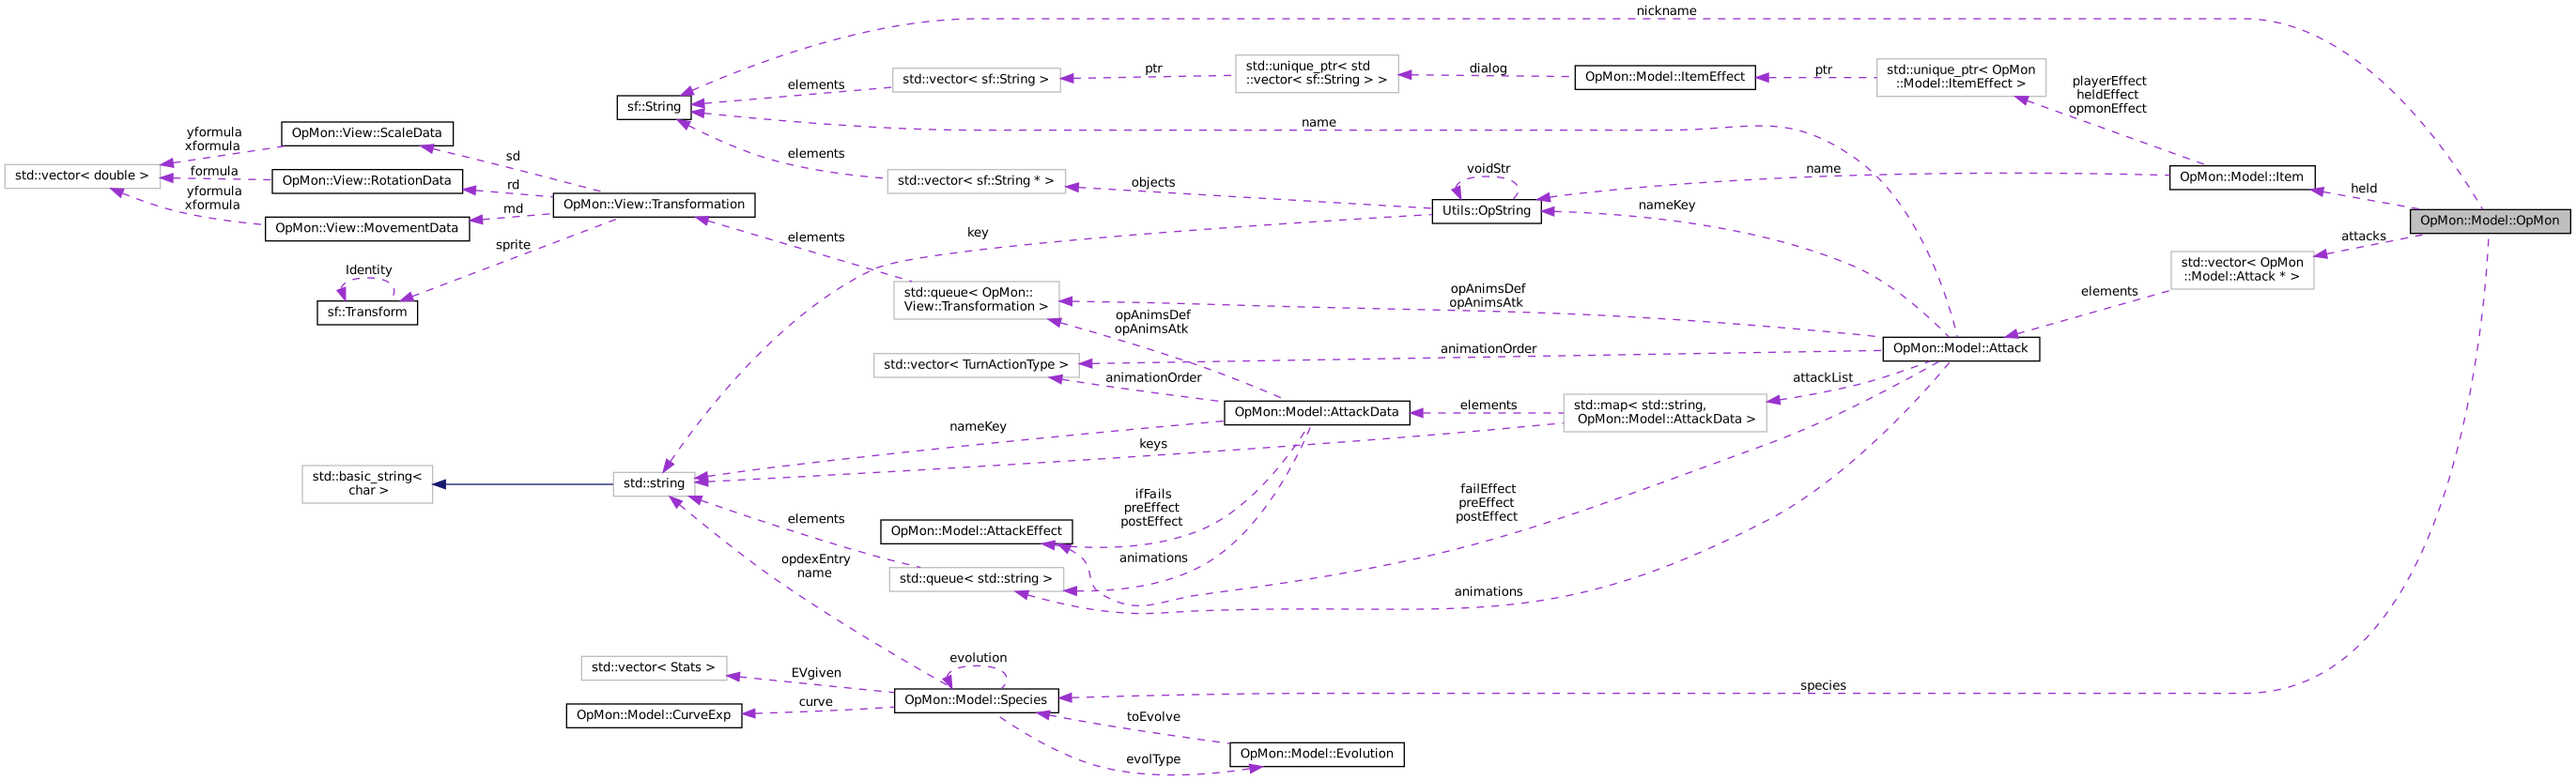 nickname
std::unique_ptr< std
::vector< sf::String > >
dialog
OpMon::Model::ItemEffect
ptr
std::unique_ptr< OpMon
::Model::ItemEffect >
ptr
std::vector< sf::String >
elements
playerEffect
heldEffect
opmonEffect
sf::String
name
OpMon::View::ScaleData
yformula
xformula
sd
elements
voidStr
name
OpMon::Model::Item
held
std::vector< double >
formula
OpMon::View::RotationData
rd
std::vector< sf::String * >
objects
yformula
xformula
md
OpMon::View::Transformation
Utils::OpString
nameKey
OpMon::Model::OpMon
OpMon::View::MovementData
sprite
elements
key
attacks
Identity
std::vector< OpMon
::Model::Attack * >
elements
sf::Transform
std::queue< OpMon::
View::Transformation >
opAnimsDef
opAnimsAtk
opAnimsDef
opAnimsAtk
animationOrder
OpMon::Model::Attack
std::vector< TurnActionType >
animationOrder
attackList
OpMon::Model::AttackData
elements
std::map< std::string,
OpMon::Model::AttackData >
nameKey
keys
std::basic_string<
char >
std::string
ifFails
preEffect
postEffect
failEffect
preEffect
postEffect
elements
OpMon::Model::AttackEffect
animations
opdexEntry
name
std::queue< std::string >
animations
evolution
std::vector< Stats >
EVgiven
OpMon::Model::Species
species
OpMon::Model::CurveExp
curve
toEvolve
OpMon::Model::Evolution
evolType